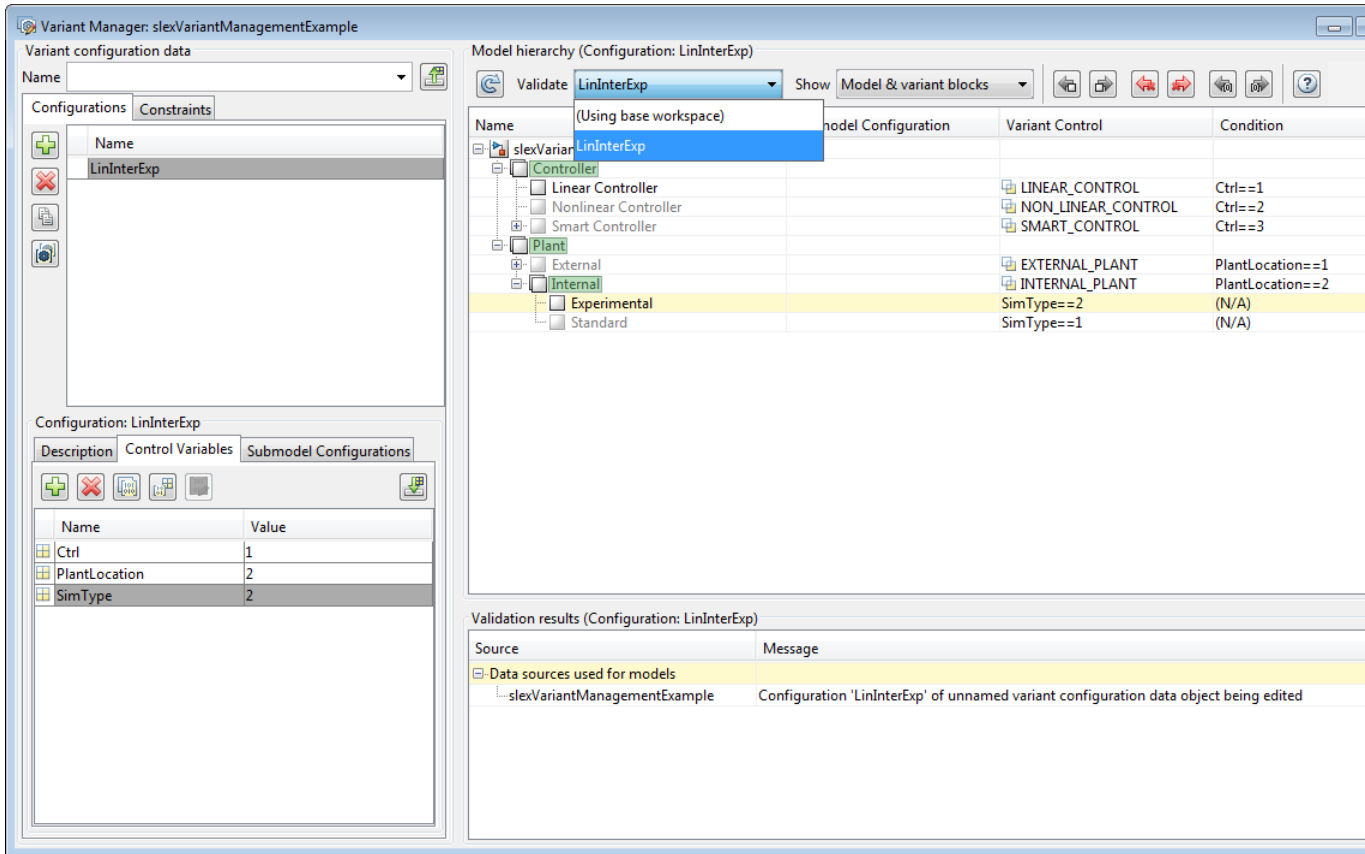 Variant Manager: slexVariantManagementExample
Variant configuration data
Name
Configurations Constraints
Name
LinInterExp
Configuration: LinInterExp
Description Control Variables Submodel Configurations
Name Value
Ctrl 1
PlantLocation 2
SimType 2
Model hierarchy (Configuration: LinInterExp)
Validate LinInterExp Show Model & variant blocks
(Using base workspace)
LinInterExp
Name model Configuration Variant Control Condition
slexVarian
Controller
Linear Controller LINEAR_CONTROL Ctrl==1
Nonlinear Controller NON_LINEAR_CONTROL Ctrl==2
Smart Controller SMART_CONTROL Ctrl==3
Plant
External EXTERNAL_PLANT PlantLocation==1
Internal INTERNAL_PLANT PlantLocation==2
Experimental SimType==2 (N/A)
Standard SimType==1 (N/A)
Validation results (Configuration: LinInterExp)
Source Message
Data sources used for models
slexVariantManagementExample Configuration 'LinInterExp' of unnamed variant configuration data object being edited